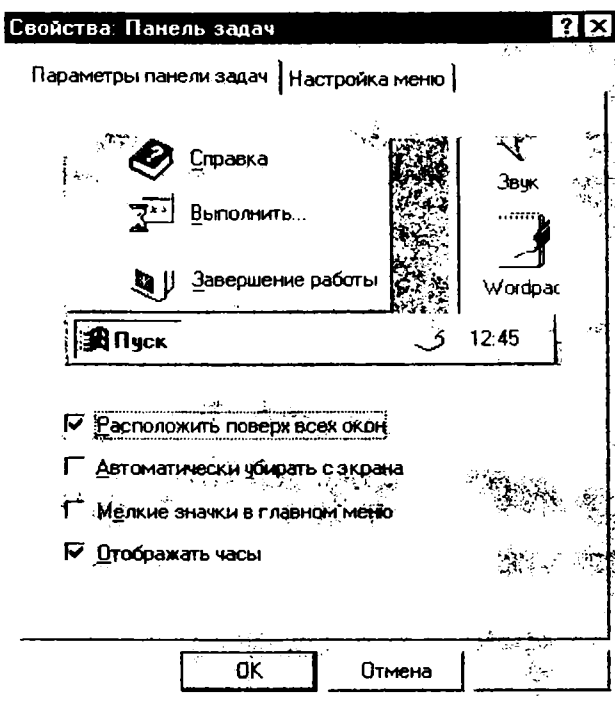 Свойства: Панель задач
Параметры панели задач
Настройка меню
Справка
Звук
Выполнить...
Завершение работы
Wordpac
Пуск
12:45
Расположить поверх всех окон
Автоматически убирать с экрана
Мелкие значки в главном меню
Отображать часы
OK
Отмена